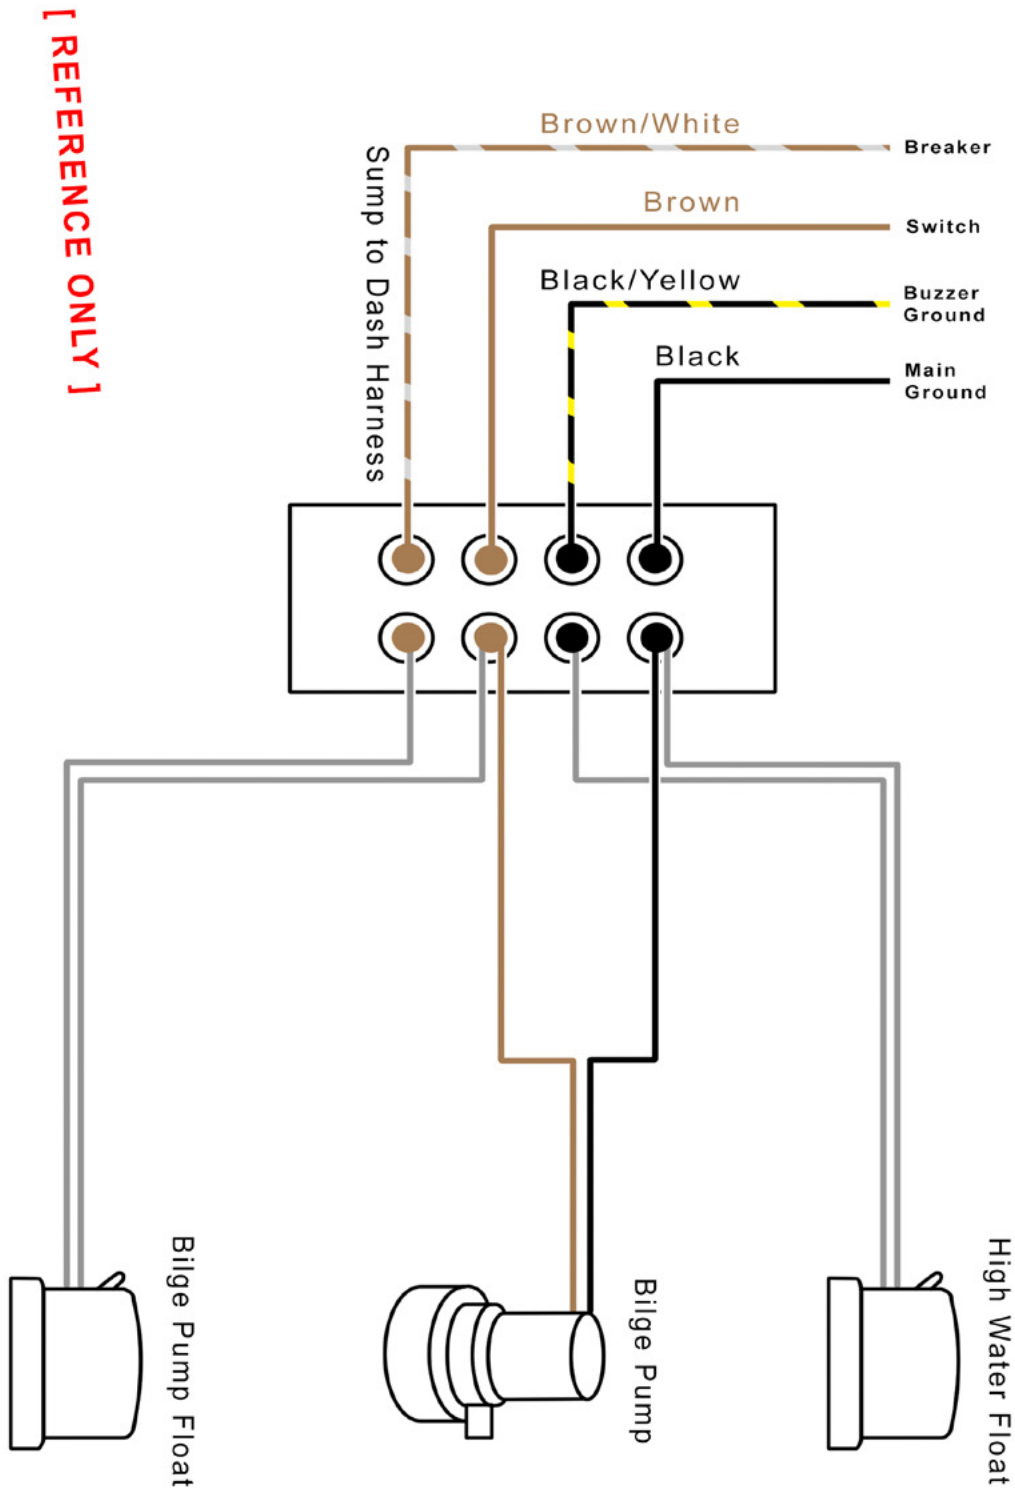 [ REFERENCE ONLY ]
Brown/White
Breaker
Sump to Dash Harness
Brown
Switch
Black/Yellow
Buzzer
Ground
Black
Main
Ground
Bilge Pump Float
Bilge Pump
High Water Float